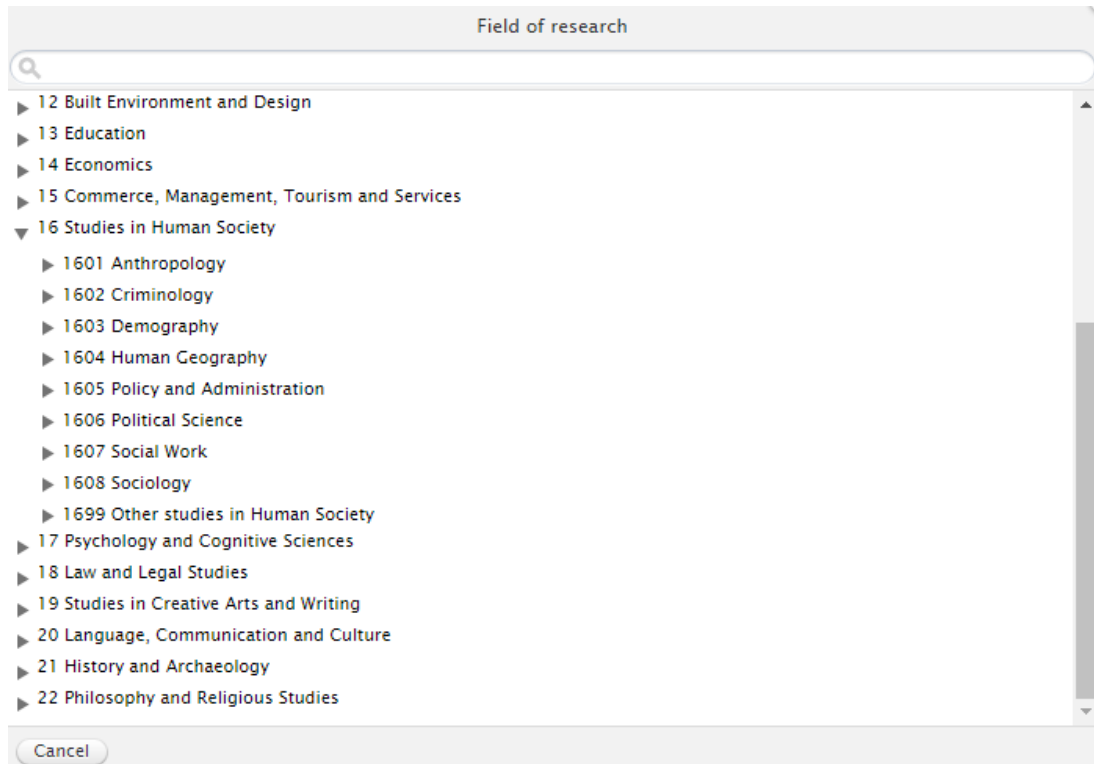 Field of research
12 Built Environment and Design
13 Education
14 Economics
15 Commerce, Management, Tourism and Services
16 Studies in Human Society
1601 Anthropology
1602 Criminology
1603 Demography
1604 Human Geography
1605 Policy and Administration
1606 Political Science
1607 Social Work
1608 Sociology
1699 Other studies in Human Society
17 Psychology and Cognitive Sciences
18 Law and Legal Studies
19 Studies in Creative Arts and Writing
20 Language, Communication and Culture
21 History and Archaeology
22 Philosophy and Religious Studies
Cancel